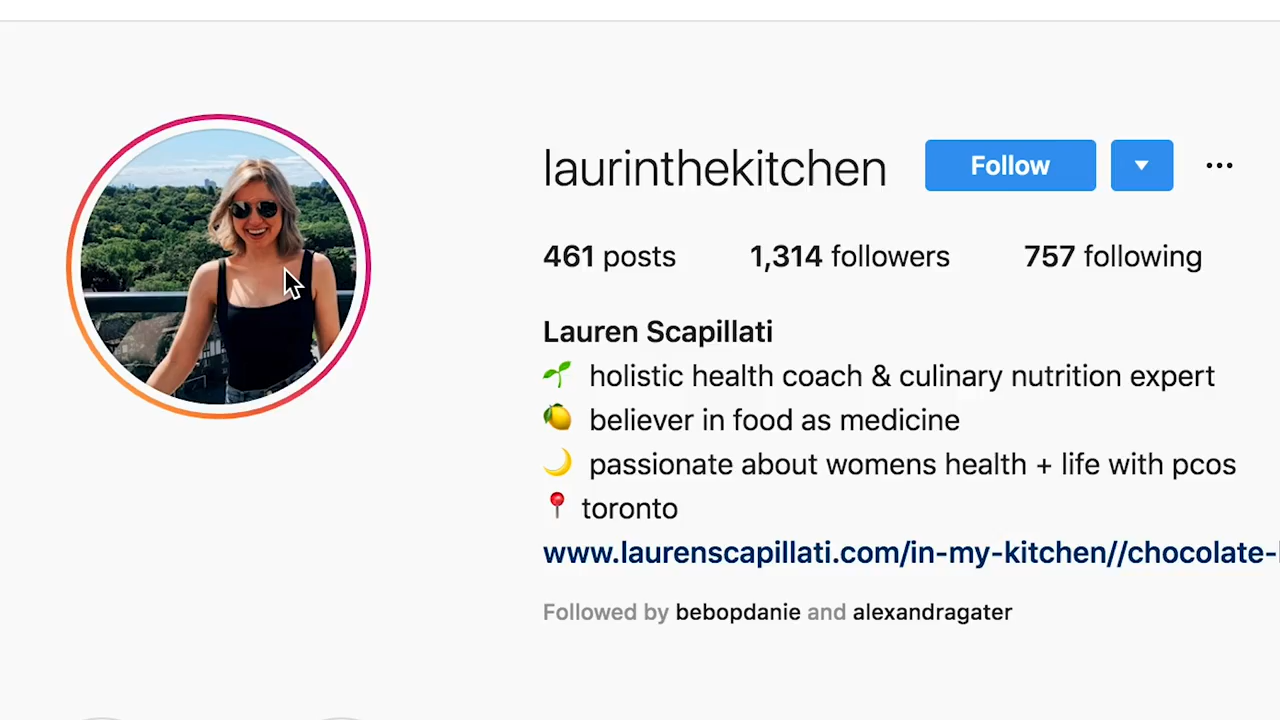 laurinthekitchen Follow
461 posts 1,314 followers 757 following
Lauren Scapillati
holistic health coach & culinary nutrition expert
believer in food as medicine
passionate about womens health + life with pcos
toronto
www.laurenscapillati.com/in-my-kitchen//chocolate-
Followed by bebopdanie and alexandragater